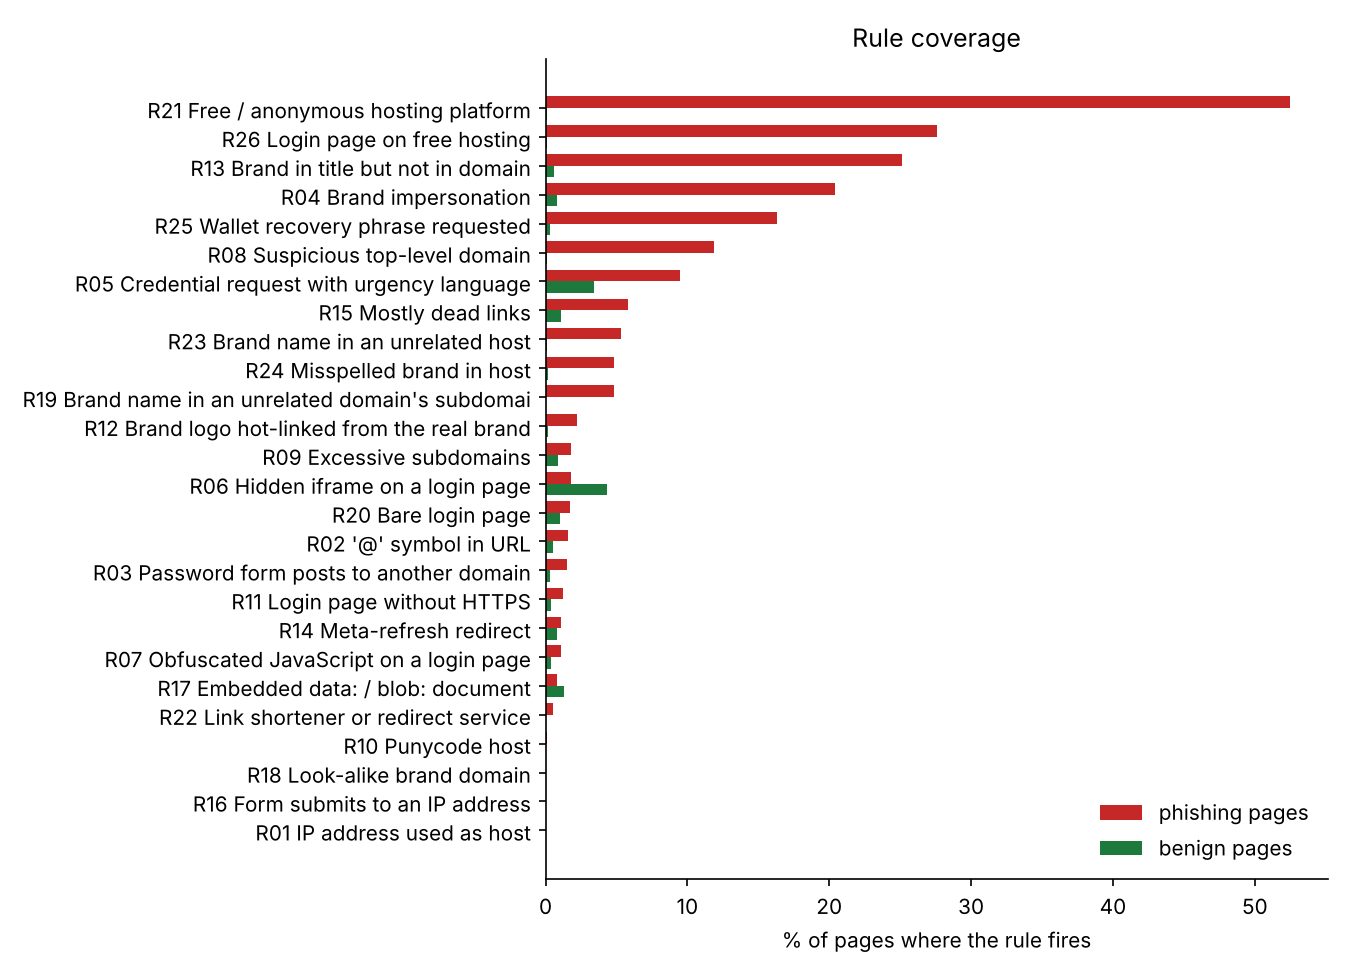 Rule coverage
R21 Free / anonymous hosting platform
R26 Login page on free hosting
R13 Brand in title but not in domain
R04 Brand impersonation
R25 Wallet recovery phrase requested
R08 Suspicious top-level domain
R05 Credential request with urgency language
R15 Mostly dead links
R23 Brand name in an unrelated host
R24 Misspelled brand in host
R19 Brand name in an unrelated domain's subdomai
R12 Brand logo hot-linked from the real brand
R09 Excessive subdomains
R06 Hidden iframe on a login page
R20 Bare login page
R02 '@' symbol in URL
R03 Password form posts to another domain
R11 Login page without HTTPS
R14 Meta-refresh redirect
R07 Obfuscated JavaScript on a login page
R17 Embedded data: / blob: document
R22 Link shortener or redirect service
R10 Punycode host
R18 Look-alike brand domain
R16 Form submits to an IP address
R01 IP address used as host
phishing pages
benign pages
0 10 20 30 40 50
% of pages where the rule fires